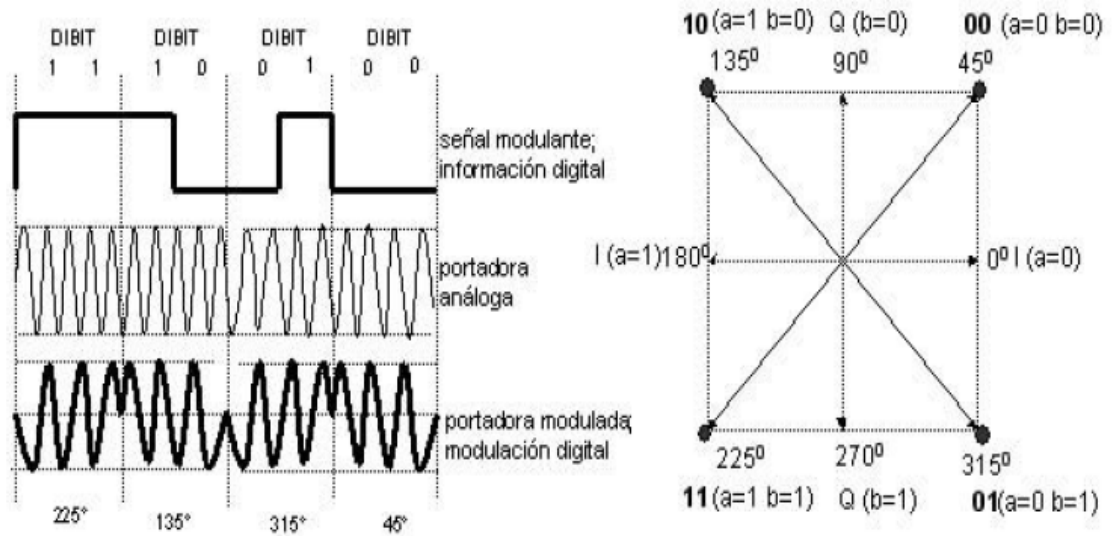 DIBIT DIBIT DIBIT DIBIT
1 1 1 0 0 1 0 0
señal modulante;
información digital
portadora
análoga
portadora modulada;
modulación digital
225° 135° 315° 45°
10 (a=1 b=0) Q (b=0) 00 (a=0 b=0)
135⁰ 90⁰ 45⁰
I (a=1) 180⁰ 0⁰ I (a=0)
225⁰ 270⁰ 315⁰
11 (a=1 b=1) Q (b=1) 01 (a=0 b=1)